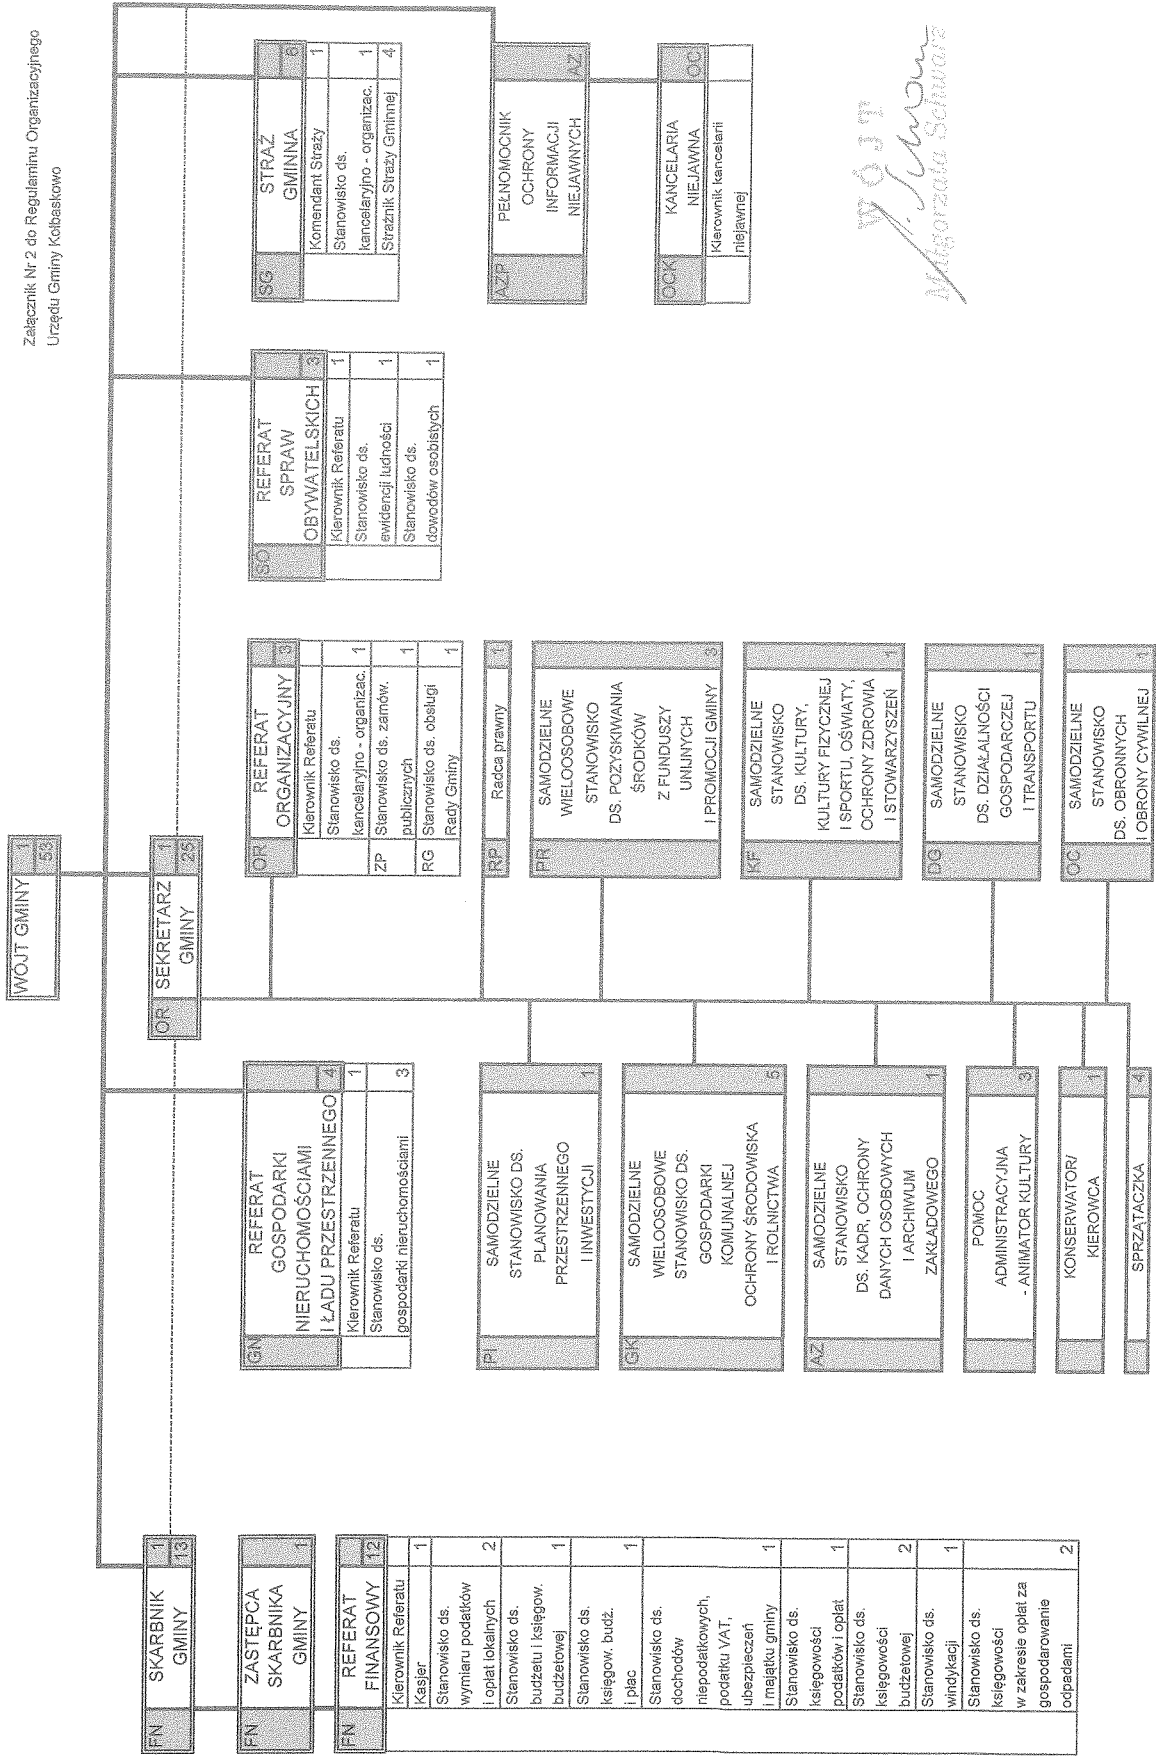 Załącznik Nr 2 do Regulaminu Organizacyjnego
Urzędu Gminy Kołbaskowo
WÓJT GMINY 1
53
FN SKARBNIK 1
GMINY 13
OR SEKRETARZ 1
GMINY 25
FN ZASTĘPCA
SKARBNIKA
GMINY 1
FN REFERAT
FINANSOWY 12
Kierownik Referatu
Kasjer 1
Stanowisko ds.
wymiaru podatków
i opłat lokalnych 2
Stanowisko ds.
budżetu i księgow.
budżetowej 1
Stanowisko ds.
księgow. budż.
i płac 1
Stanowisko ds.
dochodów
niepodatkowych,
podatku VAT,
ubezpieczeń
i majątku gminy 1
Stanowisko ds.
księgowości
podatków i opłat 1
Stanowisko ds.
księgowości
budżetowej 2
Stanowisko ds.
windykacji 1
Stanowisko ds.
księgowości
w zakresie opłat za
gospodarowanie
odpadami 2
GN REFERAT
GOSPODARKI
NIERUCHOMOŚCIAMI
I ŁADU PRZESTRZENNEGO 4
Kierownik Referatu 1
Stanowisko ds.
gospodarki nieruchomościami 3
PI SAMODZIELNE
STANOWISKO DS.
PLANOWANIA
PRZESTRZENNEGO
I INWESTYCJI 1
GK SAMODZIELNE
WIELOOSOBOWE
STANOWISKO DS.
GOSPODARKI
KOMUNALNEJ
OCHRONY ŚRODOWISKA
I ROLNICTWA 5
AZ SAMODZIELNE
STANOWISKO
DS. KADR, OCHRONY
DANYCH OSOBOWYCH
I ARCHIWUM
ZAKŁADOWEGO 1
POMOC
ADMINISTRACYJNA
- ANIMATOR KULTURY 3
KONSERWATOR/
KIEROWCA 1
SPRZĄTACZKA 4
OR REFERAT
ORGANIZACYJNY 3
Kierownik Referatu
Stanowisko ds.
kancelaryjno - organizac. 1
ZP Stanowisko ds. zamów.
publicznych 1
RG Stanowisko ds. obsługi
Rady Gminy 1
RP Radca prawny 1
PR SAMODZIELNE
WIELOOSOBOWE
STANOWISKO
DS. POZYSKIWANIA
ŚRODKÓW
Z FUNDUSZY
UNIJNYCH
I PROMOCJI GMINY 3
KF SAMODZIELNE
STANOWISKO
DS. KULTURY,
KULTURY FIZYCZNEJ
I SPORTU, OŚWIATY,
OCHRONY ZDROWIA
I STOWARZYSZEŃ 1
DG SAMODZIELNE
STANOWISKO
DS. DZIAŁALNOŚCI
GOSPODARCZEJ
I TRANSPORTU 1
OC SAMODZIELNE
STANOWISKO
DS. OBRONNYCH
I OBRONY CYWILNEJ 1
SO REFERAT
SPRAW
OBYWATELSKICH 3
Kierownik Referatu 1
Stanowisko ds.
ewidencji ludności 1
Stanowisko ds.
dowodów osobistych 1
SG STRAŻ
GMINNA 6
Komendant Straży 1
Stanowisko ds.
kancelaryjno - organizac. 1
Strażnik Straży Gminnej 4
AZP PEŁNOMOCNIK
OCHRONY
INFORMACJI
NIEJAWNYCH AZ
OCK KANCELARIA
NIEJAWNA OC
Kierownik kancelarii
niejawnej
WÓJT
Małgorzata Schwarz